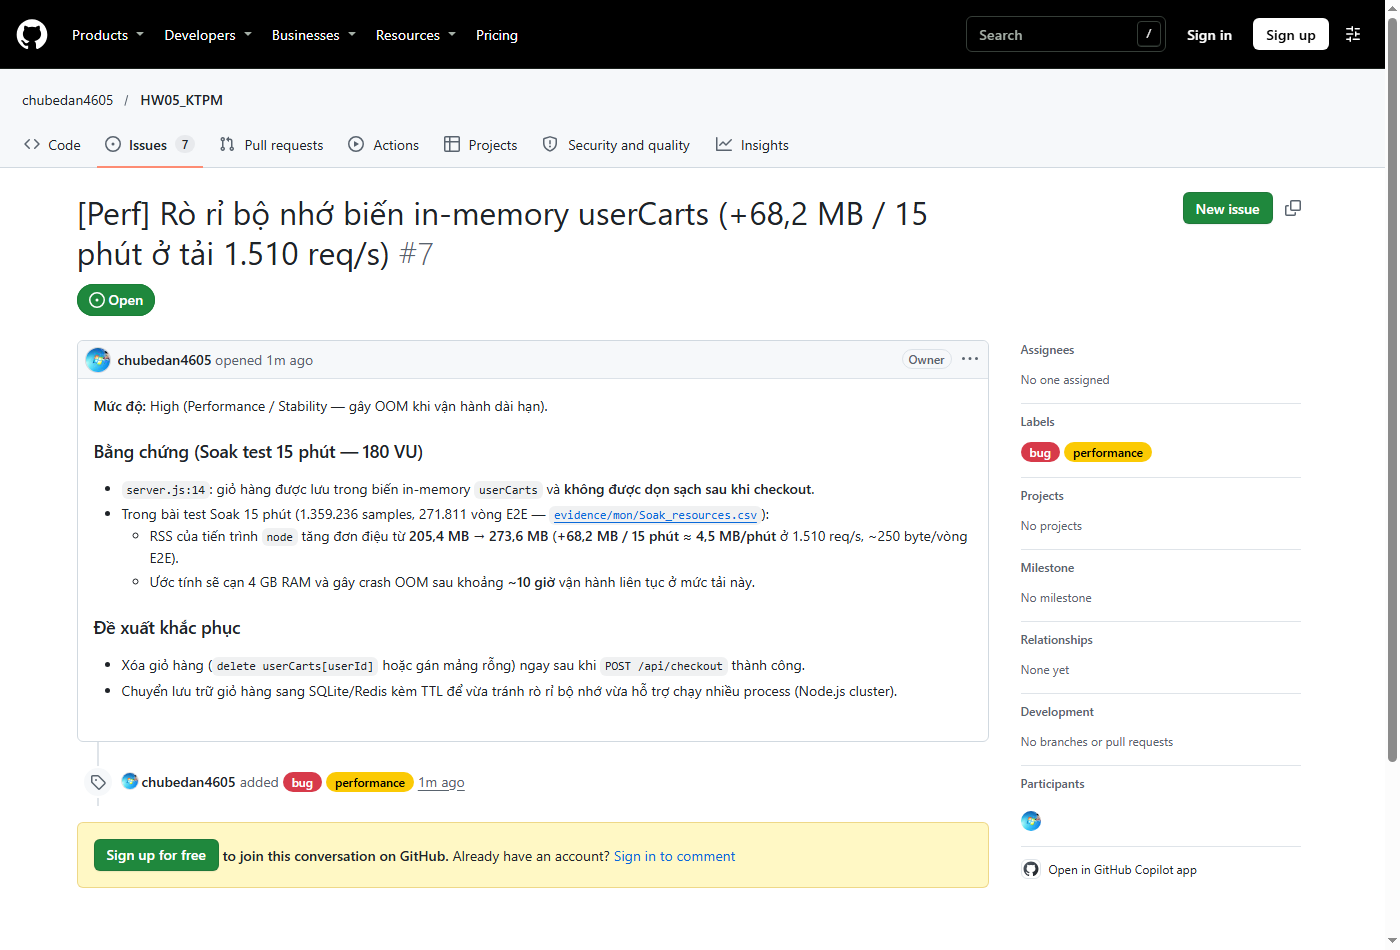 Products Developers Businesses Resources Pricing Search / Sign in Sign up
chubedan4605 / HW05_KTPM
Code Issues 7 Pull requests Actions Projects Security and quality Insights
[Perf] Rò rỉ bộ nhớ biến in-memory userCarts (+68,2 MB / 15
phút ở tải 1.510 req/s) #7
New issue
Open
chubedan4605 opened 1m ago Owner ···
Mức độ: High (Performance / Stability — gây OOM khi vận hành dài hạn).
Bằng chứng (Soak test 15 phút — 180 VU)
• server.js:14 : giỏ hàng được lưu trong biến in-memory userCarts và không được dọn sạch sau khi checkout.
• Trong bài test Soak 15 phút (1.359.236 samples, 271.811 vòng E2E — evidence/mon/Soak_resources.csv ):
◦ RSS của tiến trình node tăng đơn điệu từ 205,4 MB → 273,6 MB (+68,2 MB / 15 phút ≈ 4,5 MB/phút ở 1.510 req/s, ~250 byte/vòng
E2E).
◦ Ước tính sẽ cạn 4 GB RAM và gây crash OOM sau khoảng ~10 giờ vận hành liên tục ở mức tải này.
Đề xuất khắc phục
• Xóa giỏ hàng ( delete userCarts[userId] hoặc gán mảng rỗng) ngay sau khi POST /api/checkout thành công.
• Chuyển lưu trữ giỏ hàng sang SQLite/Redis kèm TTL để vừa tránh rò rỉ bộ nhớ vừa hỗ trợ chạy nhiều process (Node.js cluster).
chubedan4605 added bug performance 1m ago
Sign up for free to join this conversation on GitHub. Already have an account? Sign in to comment
Assignees
No one assigned
Labels
bug performance
Projects
No projects
Milestone
No milestone
Relationships
None yet
Development
No branches or pull requests
Participants
Open in GitHub Copilot app